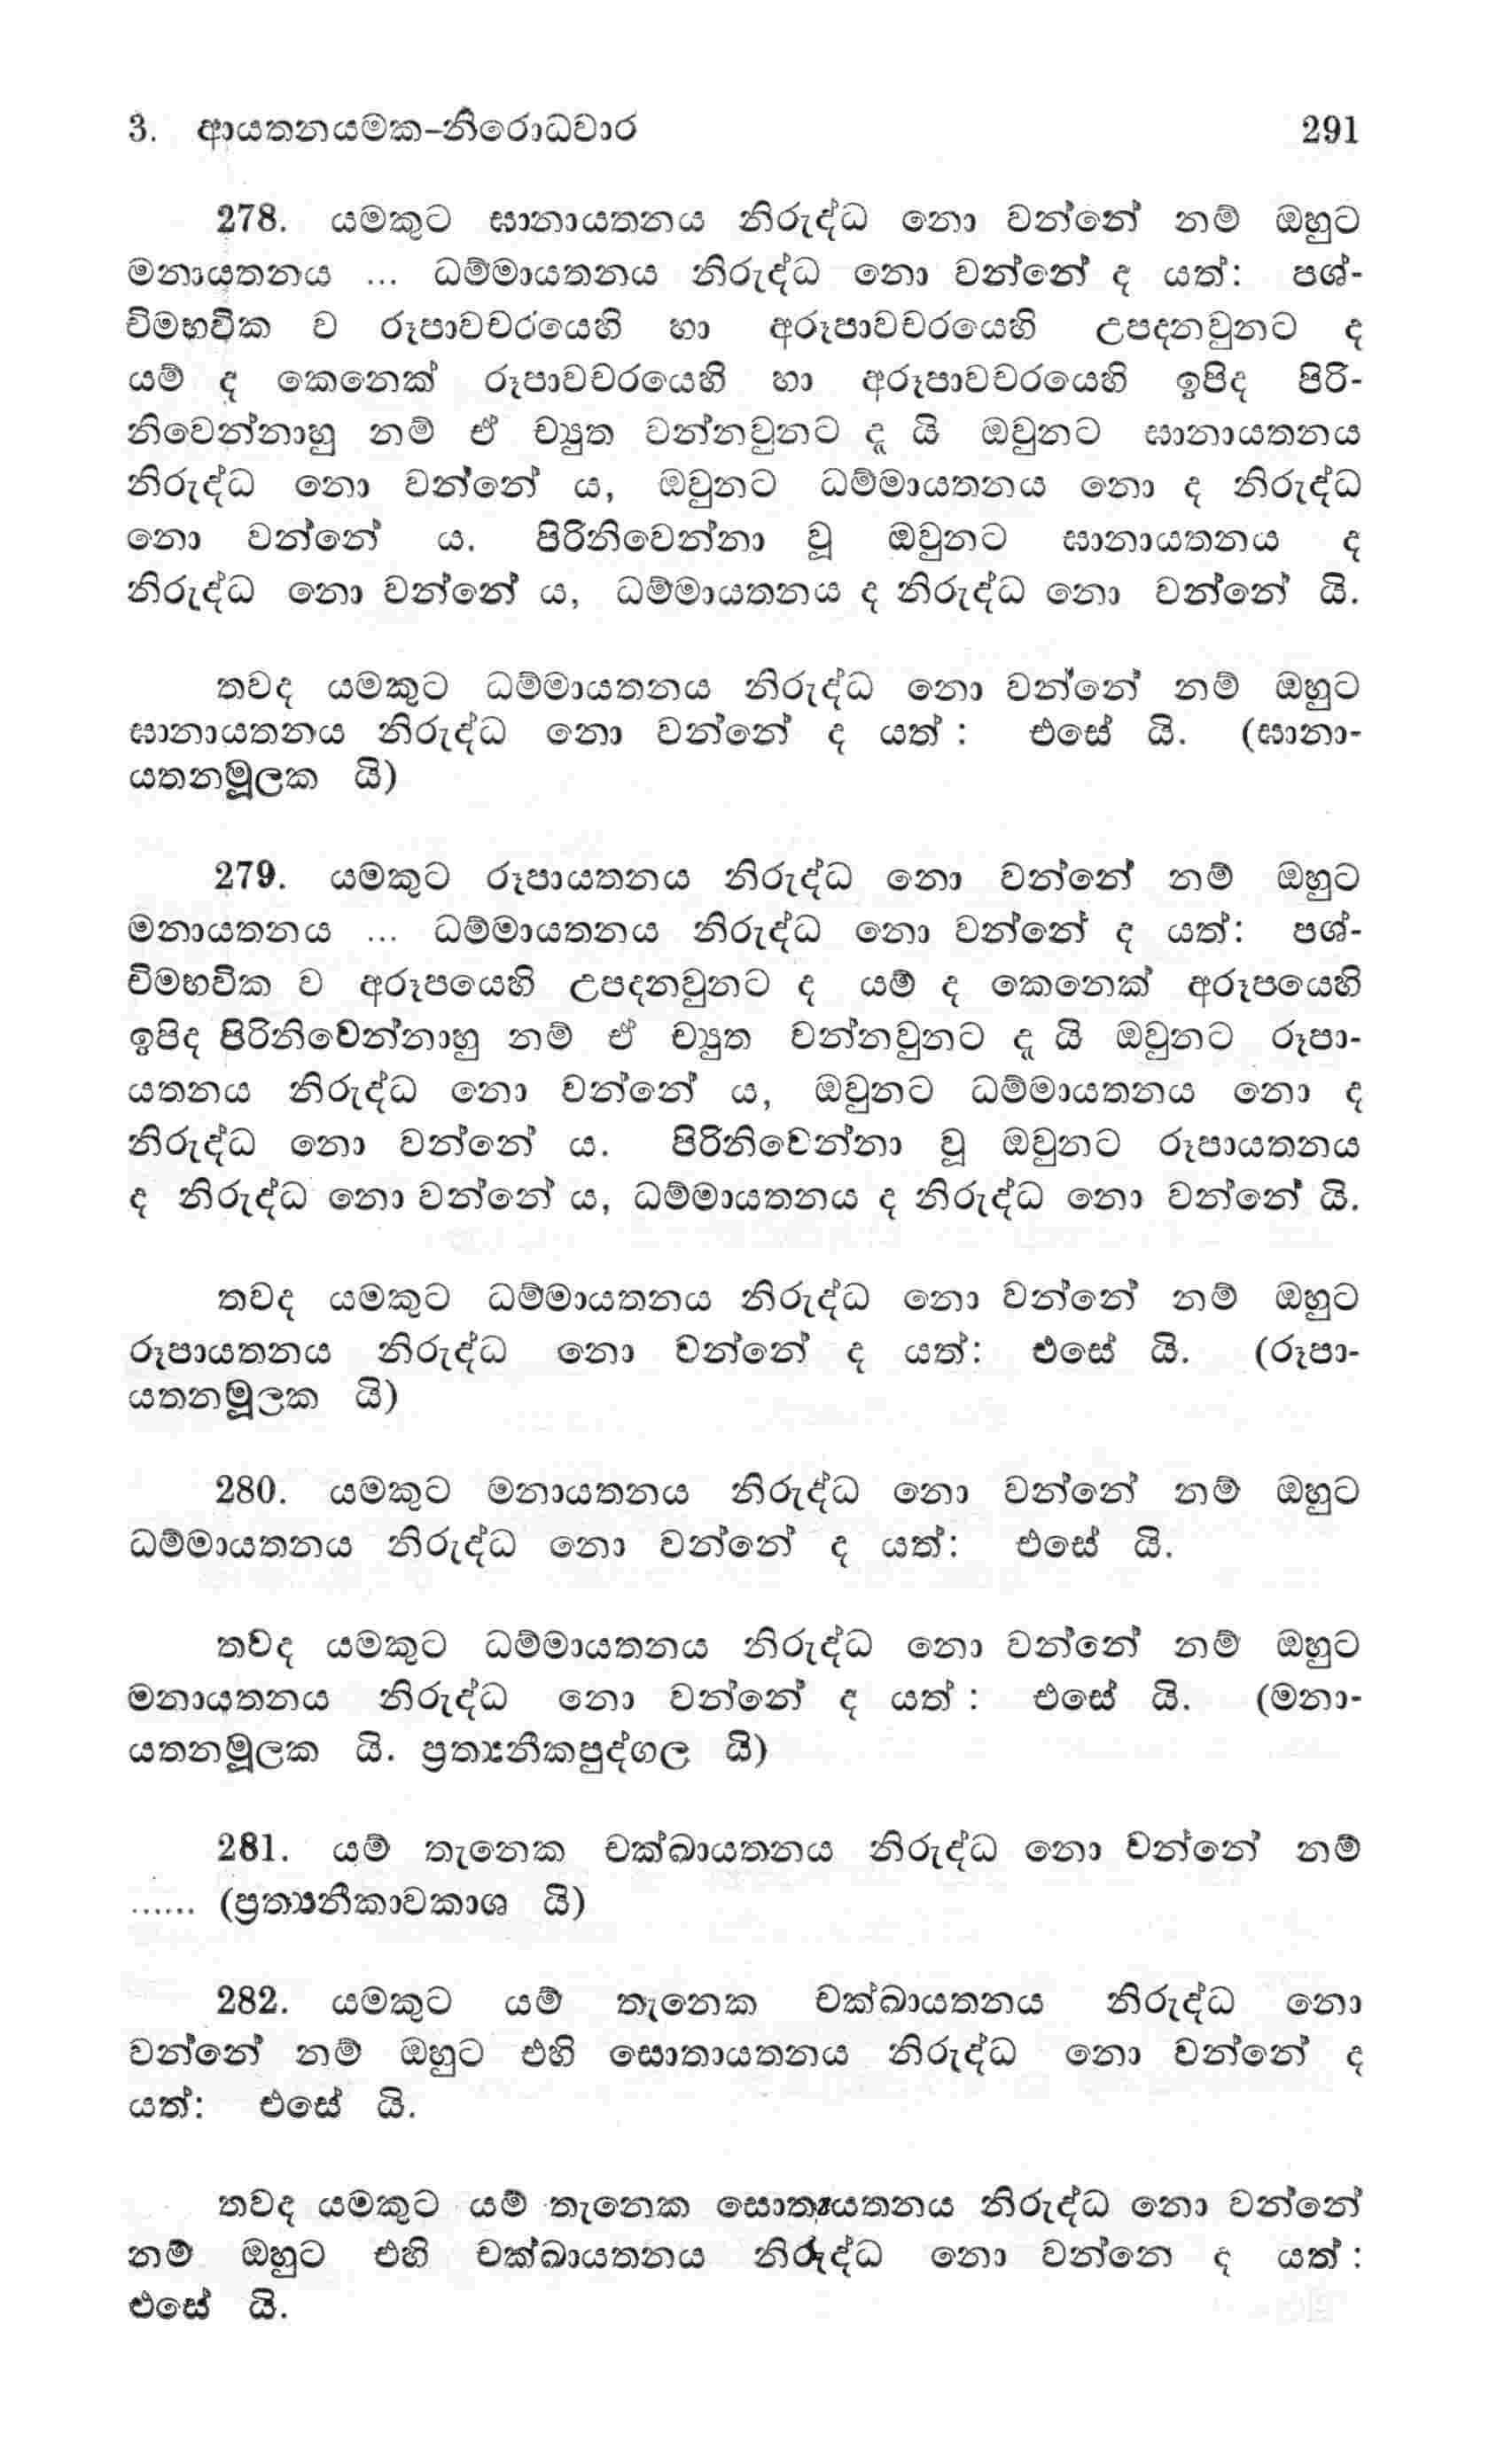 3. ආයතනයමක-නිරොධවාර 291
278. යමකුට ඝානායතනය නිරුද්ධ නො වන්නේ නම් ඔහුට
මනායතනය ... ධම්මායතනය නිරුද්ධ නො වන්නේ ද යත්: පශ්-
චිමභවික ව රූපාවචරයෙහි හා අරූපාවචරයෙහි උපදනවුනට ද
යම් ද කෙනෙක් රූපාවචරයෙහි හා අරූපාවචරයෙහි ඉපිද පිරි-
නිවෙන්නාහු නම් ඒ ච්‍යුත වන්නවුනට දූ යි ඔවුනට ඝානායතනය
නිරුද්ධ නො වන්නේ ය, ඔවුනට ධම්මායතනය නො ද නිරුද්ධ
නො වන්නේ ය. පිරිනිවෙන්නා වූ ඔවුනට ඝානායතනය ද
නිරුද්ධ නො වන්නේ ය, ධම්මායතනය ද නිරුද්ධ නො වන්නේ යි.
තවද යමකුට ධම්මායතනය නිරුද්ධ නො වන්නේ නම් ඔහුට
ඝානායතනය නිරුද්ධ නො වන්නේ ද යත් : එසේ යි. (ඝානා-
යතනමූලක යි)
279. යමකුට රූපායතනය නිරුද්ධ නො වන්නේ නම් ඔහුට
මනායතනය ... ධම්මායතනය නිරුද්ධ නො වන්නේ ද යත්: පශ්-
චිමභවික ව අරූපයෙහි උපදනවුනට ද යම් ද කෙනෙක් අරූපයෙහි
ඉපිද පිරිනිවෙන්නාහු නම් ඒ ච්‍යුත වන්නවුනට දූ යි ඔවුනට රූපා-
යතනය නිරුද්ධ නො වන්නේ ය, ඔවුනට ධම්මායතනය නො ද
නිරුද්ධ නො වන්නේ ය. පිරිනිවෙන්නා වූ ඔවුනට රූපායතනය
ද නිරුද්ධ නො වන්නේ ය, ධම්මායතනය ද නිරුද්ධ නො වන්නේ යි.
තවද යමකුට ධම්මායතනය නිරුද්ධ නො වන්නේ නම් ඔහුට
රූපායතනය නිරුද්ධ නො වන්නේ ද යත්: එසේ යි. (රූපා-
යතනමූලක යි)
280. යමකුට මනායතනය නිරුද්ධ නො වන්නේ නම් ඔහුට
ධම්මායතනය නිරුද්ධ නො වන්නේ ද යත්: එසේ යි.
තවද යමකුට ධම්මායතනය නිරුද්ධ නො වන්නේ නම් ඔහුට
මනායතනය නිරුද්ධ නො වන්නේ ද යත් : එසේ යි. (මනා-
යතනමූලක යි. ප්‍රත්‍යනීකපුද්ගල යි)
281. යම් තැනෙක චක්ඛායතනය නිරුද්ධ නො වන්නේ නම්
...... (ප්‍රත්‍යනීකාවකාශ යි)
282. යමකුට යම් තැනෙක චක්ඛායතනය නිරුද්ධ නො
වන්නේ නම් ඔහුට එහි සොතායතනය නිරුද්ධ නො වන්නේ ද
යත්: එසේ යි.
තවද යමකුට යම් තැනෙක සොතායතනය නිරුද්ධ නො වන්නේ
නම් ඔහුට එහි චක්ඛායතනය නිරුද්ධ නො වන්නෙ ද යත් :
එසේ යි.